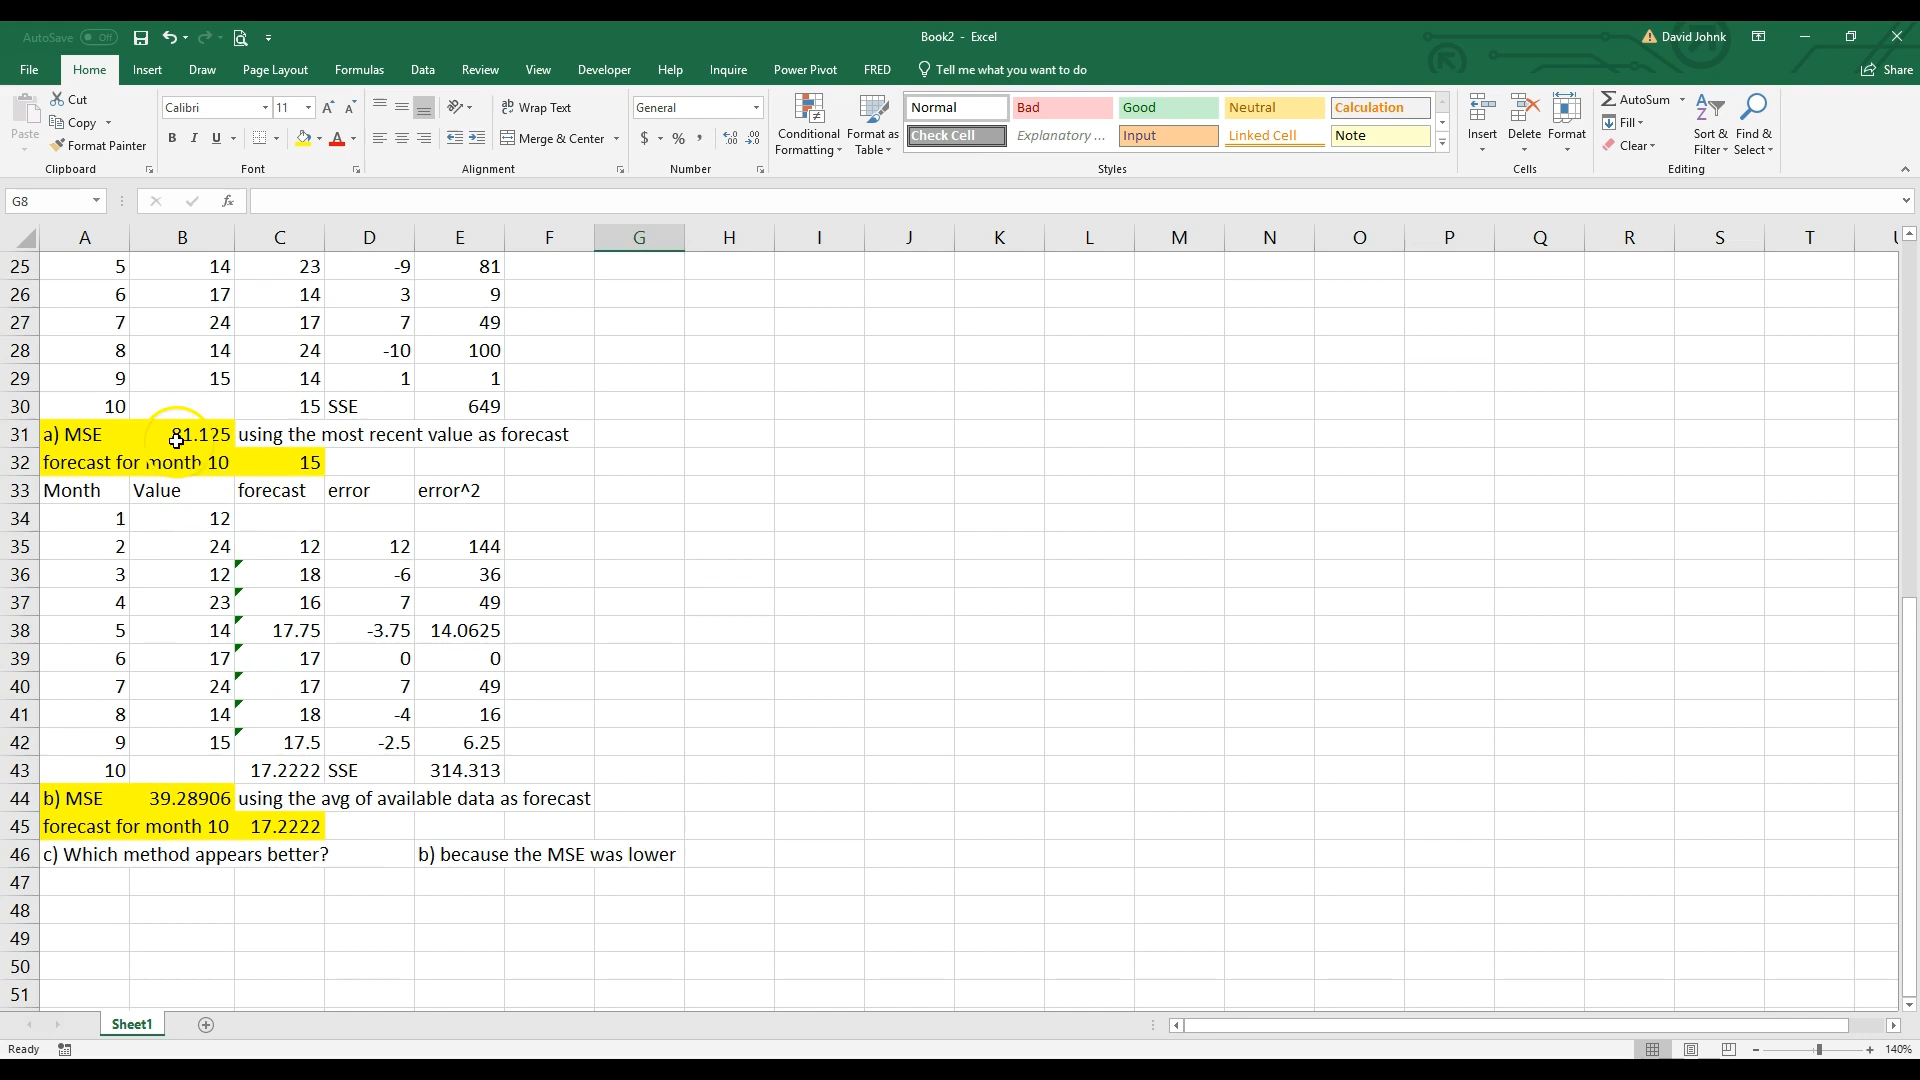 AutoSave Off Book2 - Excel David Johnk
File Home Insert Draw Page Layout Formulas Data Review View Developer Help Inquire Power Pivot FRED Tell me what you want to do Share
Paste
Cut
Copy
Format Painter
Clipboard
Calibri 11
B I U
Font
Wrap Text
Merge & Center
Alignment
General
$ % ,
Number
Conditional Formatting
Format as Table
Normal Bad Good Neutral Calculation
Check Cell Explanatory ... Input Linked Cell Note
Styles
Insert Delete Format
Cells
AutoSum
Fill
Clear
Sort & Filter
Find & Select
Editing
G8 fx
A B C D E F G H I J K L M N O P Q R S T
25 5 14 23 -9 81
26 6 17 14 3 9
27 7 24 17 7 49
28 8 14 24 -10 100
29 9 15 14 1 1
30 10 15 SSE 649
31 a) MSE 81.125 using the most recent value as forecast
32 forecast for month 10 15
33 Month Value forecast error error^2
34 1 12
35 2 24 12 12 144
36 3 12 18 -6 36
37 4 23 16 7 49
38 5 14 17.75 -3.75 14.0625
39 6 17 17 0 0
40 7 24 17 7 49
41 8 14 18 -4 16
42 9 15 17.5 -2.5 6.25
43 10 17.2222 SSE 314.313
44 b) MSE 39.28906 using the avg of available data as forecast
45 forecast for month 10 17.2222
46 c) Which method appears better? b) because the MSE was lower
47
48
49
50
51
Sheet1
Ready 140%